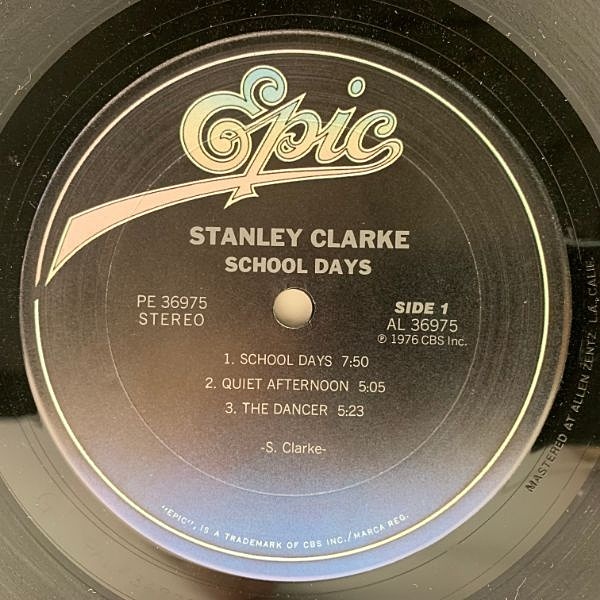 Epic
STANLEY CLARKE
SCHOOL DAYS
PE 36975
STEREO
SIDE 1
AL 36975
℗ 1976 CBS Inc.
1. SCHOOL DAYS 7:50
2. QUIET AFTERNOON 5:05
3. THE DANCER 5:23
-S. Clarke-
"EPIC", IS A TRADEMARK OF CBS INC./MARCA REG.
MASTERED AT ALLEN ZENTZ L.A., CALIF.